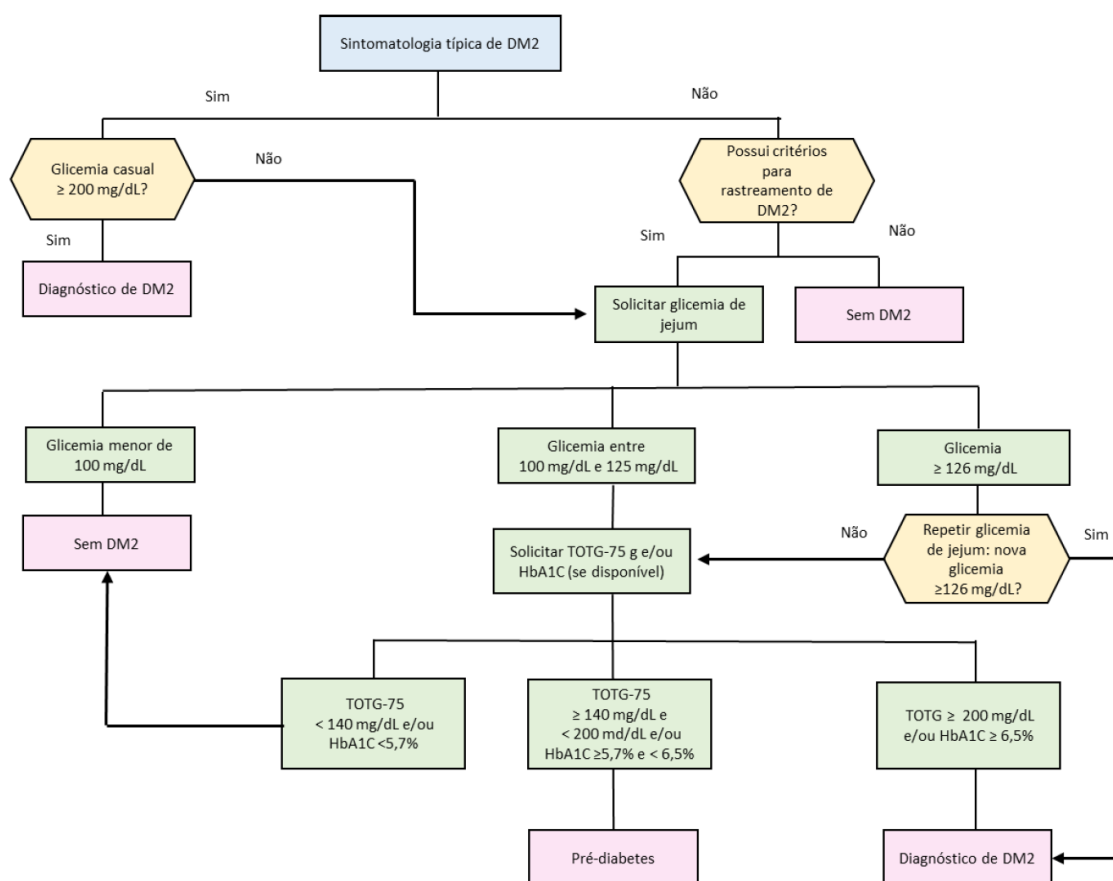 Sintomatologia típica de DM2
Sim
Não
Glicemia casual
≥ 200 mg/dL?
Não
Possui critérios
para
rastreamento de
DM2?
Sim
Sim
Não
Diagnóstico de DM2
Solicitar glicemia de
jejum
Sem DM2
Glicemia menor de
100 mg/dL
Glicemia entre
100 mg/dL e 125 mg/dL
Glicemia
≥ 126 mg/dL
Sem DM2
Solicitar TOTG-75 g e/ou
HbA1C (se disponível)
Não
Repetir glicemia
de jejum: nova
glicemia
≥126 mg/dL?
Sim
TOTG-75
< 140 mg/dL e/ou
HbA1C <5,7%
TOTG-75
≥ 140 mg/dL e
< 200 md/dL e/ou
HbA1C ≥5,7% e < 6,5%
TOTG ≥ 200 mg/dL
e/ou HbA1C ≥ 6,5%
Pré-diabetes
Diagnóstico de DM2